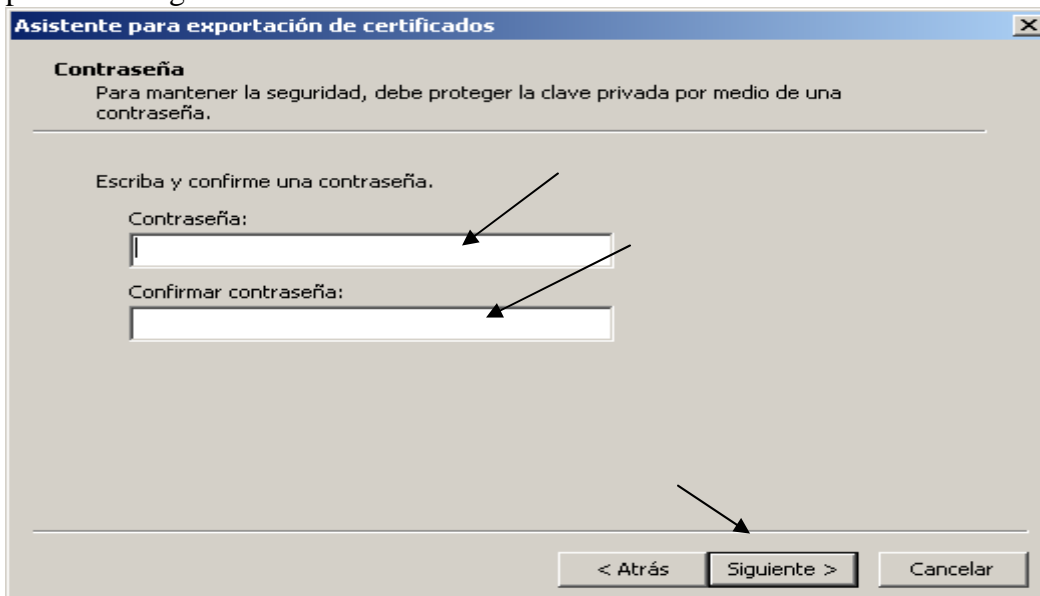 Asistente para exportación de certificados
Contraseña
Para mantener la seguridad, debe proteger la clave privada por medio de una
contraseña.
Escriba y confirme una contraseña.
Contraseña:
Confirmar contraseña:
< Atrás
Siguiente >
Cancelar